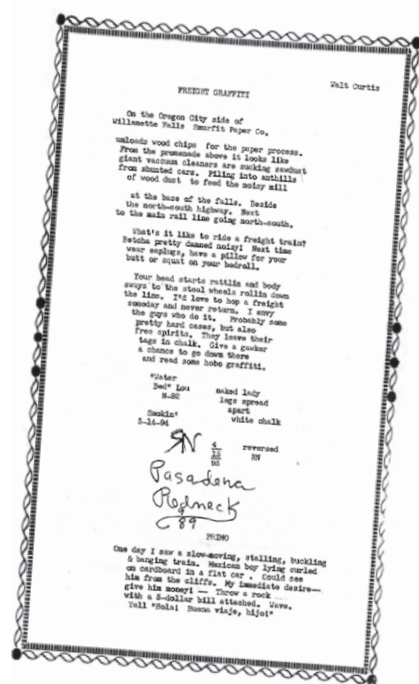 Walt Curtis
FREIGHT GRAFFITI
On the Oregon City side of
Willamette Falls Smurfit Paper Co.
unloads wood chips for the paper process.
From the promenade above it looks like
giant vaccum cleaners are sucking sawdust
from shunted cars. Piling into anthills
of wood dust to feed the noisy mill
at the base of the falls. Beside
the north-south highway. Next
to the main rail line going north-south.
What's it like to ride a freight train?
Betcha pretty damned noisy! Next time
wear earplugs, have a pillow for your
butt or squat on your bedroll.
Your head starts rattlin and body
sways to the steel wheels rollin down
the line. I'd love to hop a freight
someday and never return. I envy
the guys who do it. Probably some
pretty hard cases, but also
free spirits. They leave their
tags in chalk. Give a gawker
a chance to go down there
and read some hobo graffiti.
"Water
Bed" Lou
N-82
naked lady
legs spread
apart
white chalk
Smokin'
5-14-94
RN
4
15
93
reversed
RN
Pasadena
Redneck
89
PRIMO
One day I saw a slow-moving, stalling, buckling
& banging train. Mexican boy lying curled
on cardboard in a flat car . Could see
him from the cliffs. My immediate desire—
give him money! — Throw a rock
with a 5-dollar bill attached. Wave.
Yell "Hola! Buena viaje, hijo!"